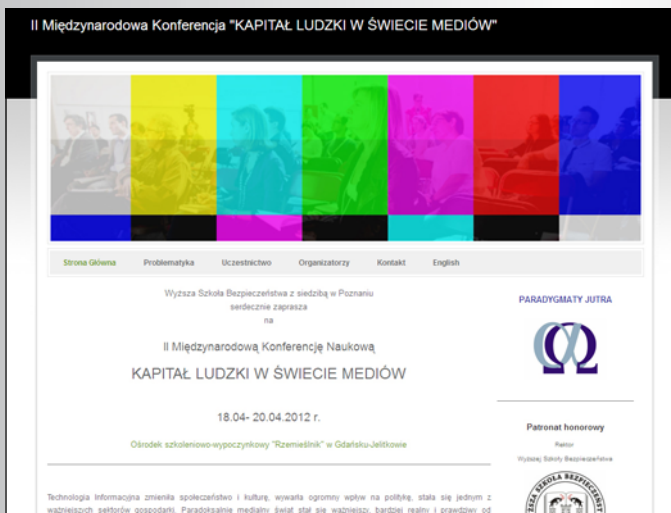 II Międzynarodowa Konferencja "KAPITAŁ LUDZKI W ŚWIECIE MEDIÓW"
Strona Główna Problematyka Uczestnictwo Organizatorzy Kontakt English
Wyższa Szkoła Bezpieczeństwa z siedzibą w Poznaniu
serdecznie zaprasza
na
II Międzynarodową Konferencję Naukową
KAPITAŁ LUDZKI W ŚWIECIE MEDIÓW
18.04- 20.04.2012 r.
Ośrodek szkoleniowo-wypoczynkowy "Rzemieślnik" w Gdańsku-Jelitkowie
Technologia Informacyjna zmieniła społeczeństwo i kulturę, wywarła ogromny wpływ na politykę, stała się jednym z
ważniejszych sektorów gospodarki. Paradoksalnie medialny świat stał się ważniejszy, bardziej realny i prawdziwy od
PARADYGMATY JUTRA
Patronat honorowy
Rektor
Wyższej Szkoły Bezpieczeństwa
SZKOŁA